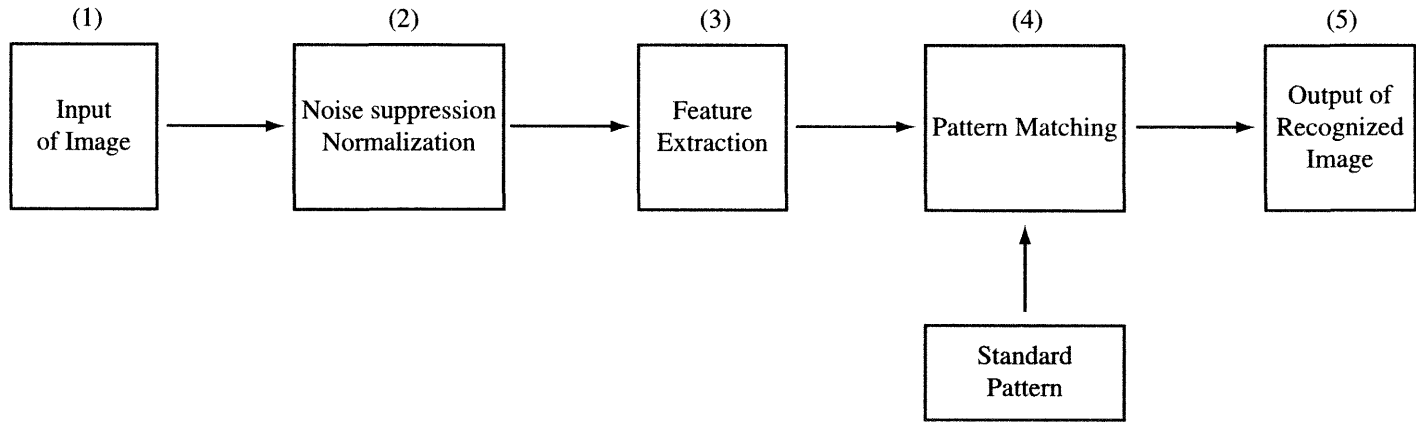 (1)
(2)
(3)
(4)
(5)
Input
of Image
Noise suppression
Normalization
Feature
Extraction
Pattern Matching
Output of
Recognized
Image
Standard
Pattern